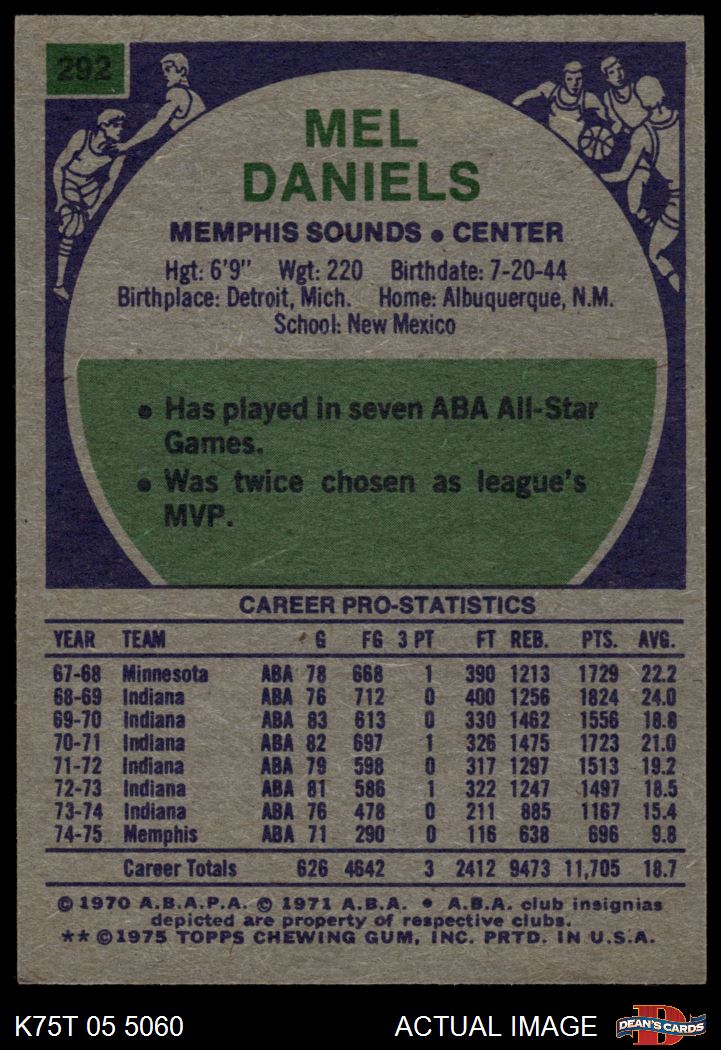 292
MEL
DANIELS
MEMPHIS SOUNDS • CENTER
Hgt: 6'9" Wgt: 220 Birthdate: 7-20-44
Birthplace: Detroit, Mich. Home: Albuquerque, N.M.
School: New Mexico
• Has played in seven ABA All-Star
Games.
• Was twice chosen as league's
MVP.
CAREER PRO-STATISTICS
YEAR TEAM G FG 3 PT FT REB. PTS. AVG.
67-68 Minnesota ABA 78 668 1 390 1213 1729 22.2
68-69 Indiana ABA 76 712 0 400 1256 1824 24.0
69-70 Indiana ABA 83 613 0 330 1462 1556 18.8
70-71 Indiana ABA 82 697 1 326 1475 1723 21.0
71-72 Indiana ABA 79 598 0 317 1297 1513 19.2
72-73 Indiana ABA 81 586 1 322 1247 1497 18.5
73-74 Indiana ABA 76 478 0 211 885 1167 15.4
74-75 Memphis ABA 71 290 0 116 638 696 9.8
Career Totals 626 4642 3 2412 9473 11,705 18.7
© 1970 A.B.A.P.A. © 1971 A.B.A. • A.B.A. club insignias
depicted are property of respective clubs.
** © 1975 TOPPS CHEWING GUM, INC. PRTD. IN U.S.A.
K75T 05 5060 ACTUAL IMAGE
D
DEAN'S CARDS